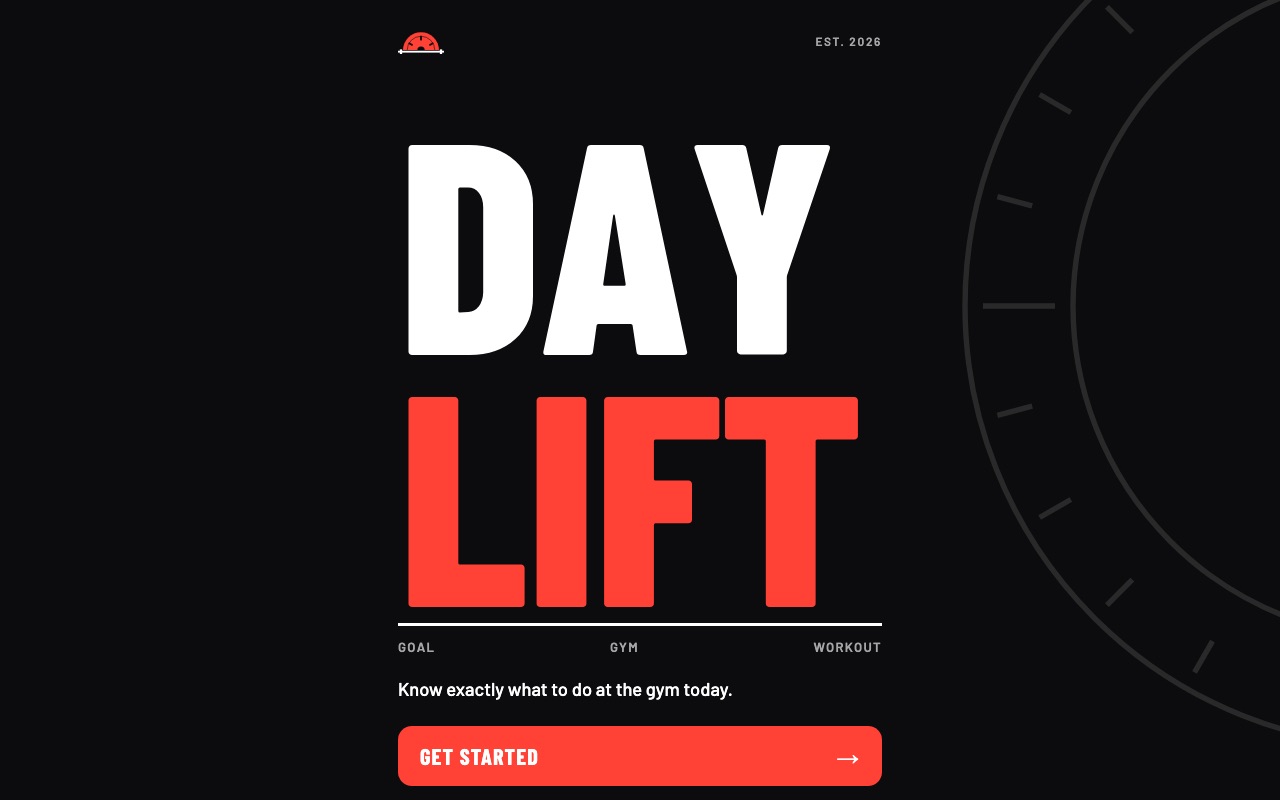 EST. 2026
DAY
LIFT
GOAL GYM WORKOUT
Know exactly what to do at the gym today.
GET STARTED →